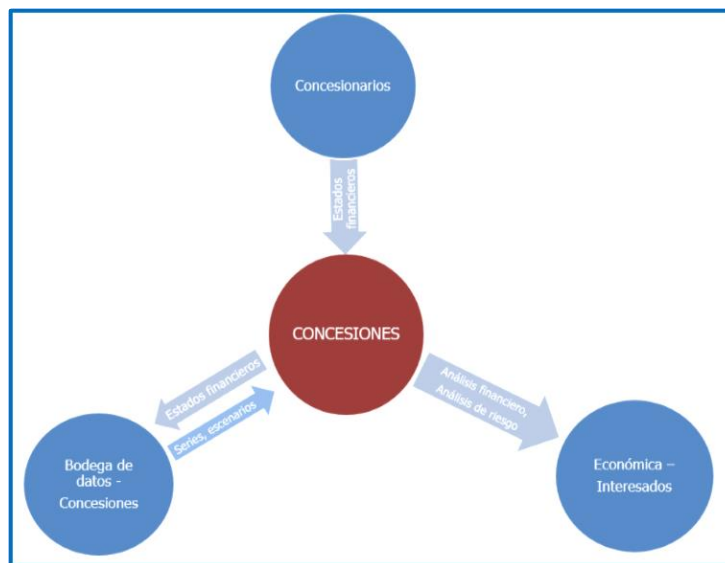 Concesionarios
Estados
financieros
CONCESIONES
Estados financieros
Series, escenarios
Análisis financiero,
Análisis de riesgo
Bodega de
datos -
Concesiones
Económica –
Interesados